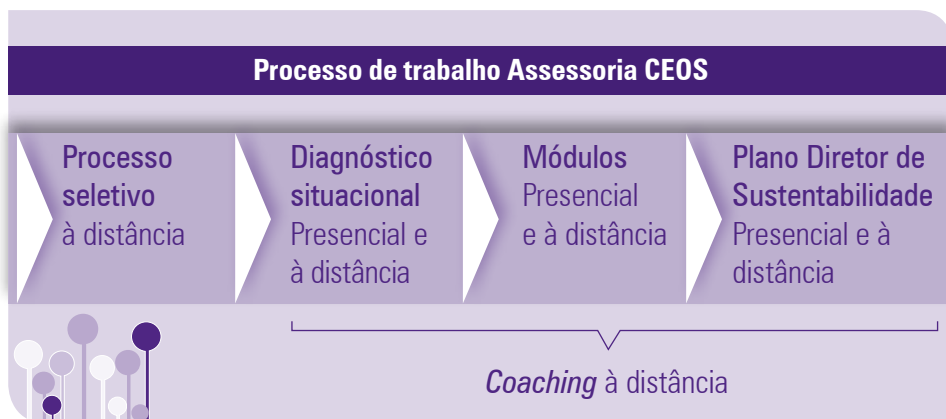 Processo de trabalho Assessoria CEOS
Processo
seletivo
à distância
Diagnóstico
situacional
Presencial e
à distância
Módulos
Presencial
e à distância
Plano Diretor de
Sustentabilidade
Presencial e à
distância
Coaching à distância